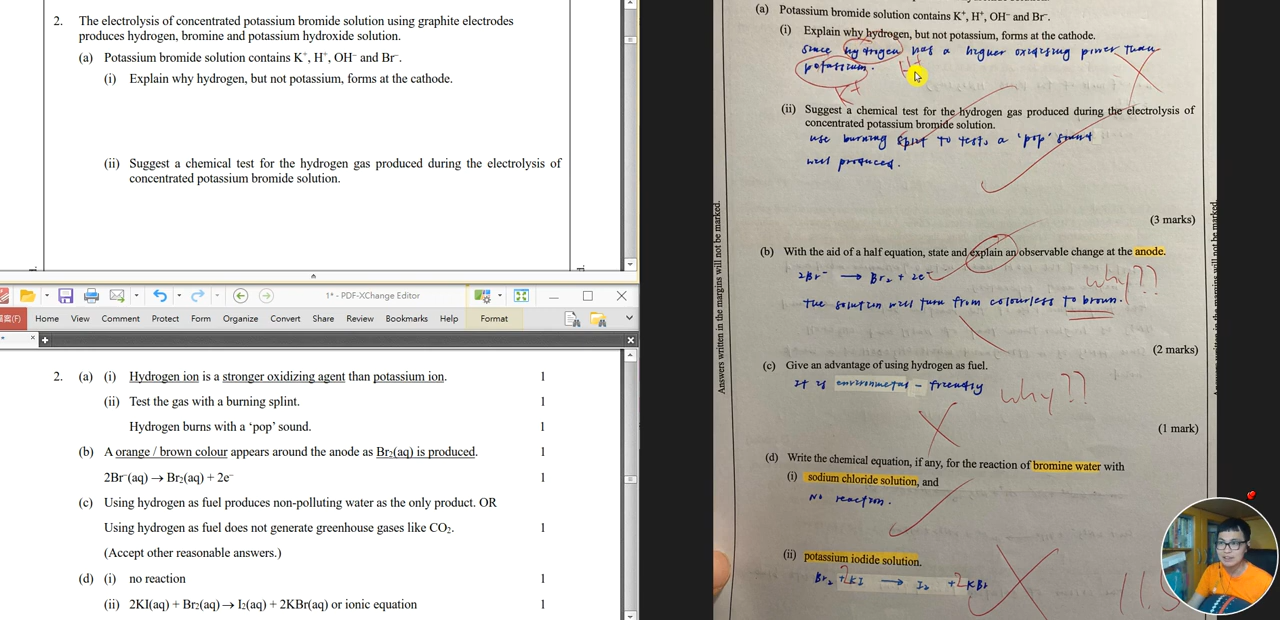 2. The electrolysis of concentrated potassium bromide solution using graphite electrodes
produces hydrogen, bromine and potassium hydroxide solution.
(a) Potassium bromide solution contains K⁺, H⁺, OH⁻ and Br⁻.
(i) Explain why hydrogen, but not potassium, forms at the cathode.
(ii) Suggest a chemical test for the hydrogen gas produced during the electrolysis of
concentrated potassium bromide solution.
1* - PDF-XChange Editor
Home View Comment Protect Form Organize Convert Share Review Bookmarks Help Format
2. (a) (i) Hydrogen ion is a stronger oxidizing agent than potassium ion. 1
(ii) Test the gas with a burning splint. 1
Hydrogen burns with a ‘pop’ sound. 1
(b) A orange / brown colour appears around the anode as Br₂(aq) is produced. 1
2Br⁻(aq) → Br₂(aq) + 2e⁻ 1
(c) Using hydrogen as fuel produces non-polluting water as the only product. OR
Using hydrogen as fuel does not generate greenhouse gases like CO₂. 1
(Accept other reasonable answers.)
(d) (i) no reaction 1
(ii) 2KI(aq) + Br₂(aq) → I₂(aq) + 2KBr(aq) or ionic equation 1
(a) Potassium bromide solution contains K⁺, H⁺, OH⁻ and Br⁻.
(i) Explain why hydrogen, but not potassium, forms at the cathode.
since hydrogen has a higher oxidising power than
potassium. H+
K+
(ii) Suggest a chemical test for the hydrogen gas produced during the electrolysis of
concentrated potassium bromide solution.
use burning splint to tests a 'pop' sound
will produced.
(3 marks)
(b) With the aid of a half equation, state and explain an observable change at the anode.
2Br⁻ → Br₂ + 2e⁻ why??
the solution will turn from colourless to brown.
(2 marks)
(c) Give an advantage of using hydrogen as fuel.
It is environmetal - friendly why??
(1 mark)
(d) Write the chemical equation, if any, for the reaction of bromine water with
(i) sodium chloride solution, and
No reaction.
(ii) potassium iodide solution.
Br₂ + 2KI → I₂ + 2KBr
Answers written in the margins will not be marked.